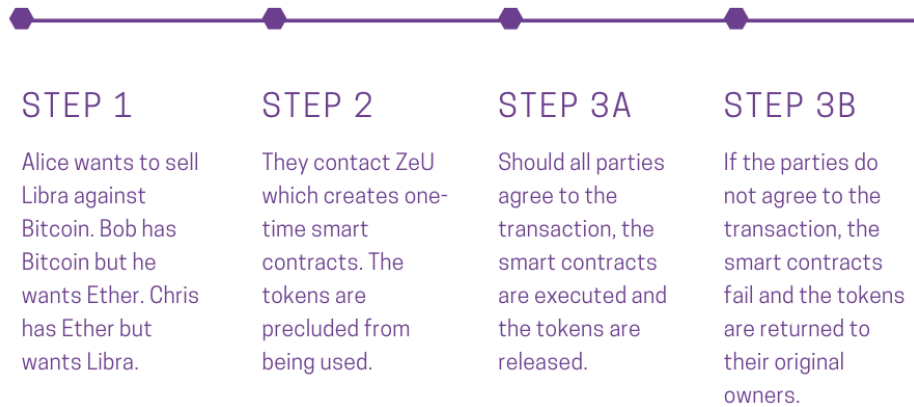 STEP 1
Alice wants to sell
Libra against
Bitcoin. Bob has
Bitcoin but he
wants Ether. Chris
has Ether but
wants Libra.
STEP 2
They contact ZeU
which creates one-
time smart
contracts. The
tokens are
precluded from
being used.
STEP 3A
Should all parties
agree to the
transaction, the
smart contracts
are executed and
the tokens are
released.
STEP 3B
If the parties do
not agree to the
transaction, the
smart contracts
fail and the tokens
are returned to
their original
owners.